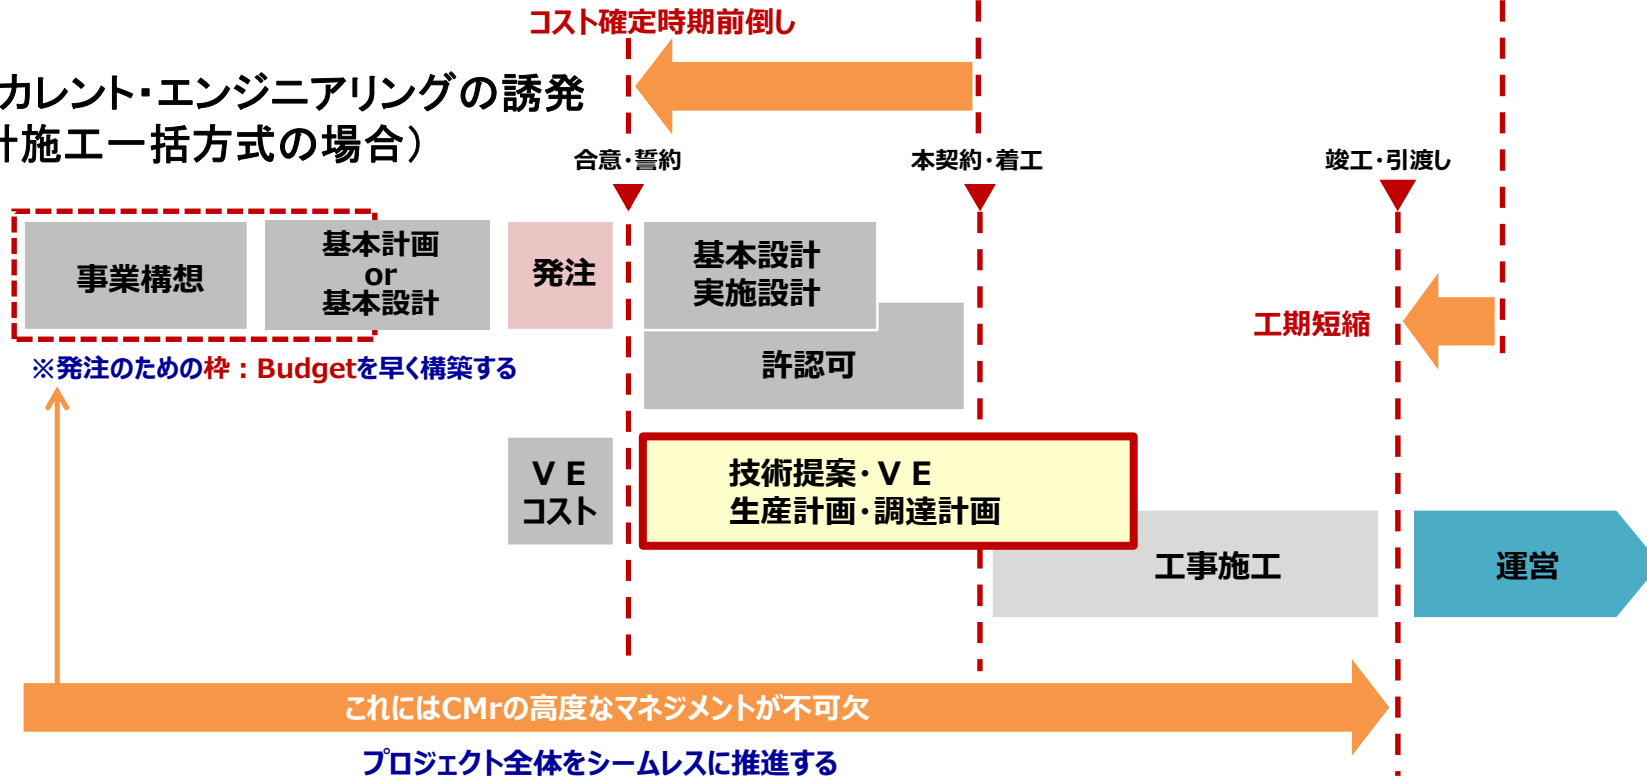 コスト確定時期前倒し
カレント・エンジニアリングの誘発
計施工一括方式の場合）
合意・誓約
本契約・着工
竣工・引渡し
事業構想
基本計画
or
基本設計
発注
基本設計
実施設計
許認可
工期短縮
※発注のための枠：Budgetを早く構築する
ＶＥ
コスト
技術提案・ＶＥ
生産計画・調達計画
工事施工
運営
これにはCMrの高度なマネジメントが不可欠
プロジェクト全体をシームレスに推進する